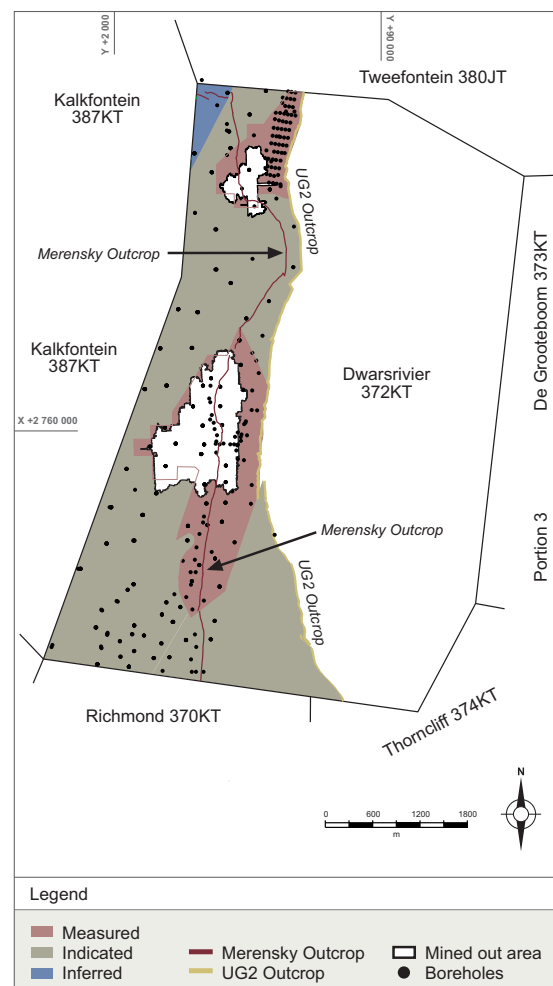 Y +2 000
Y +06 000
Tweefontein 380JT
Kalkfontein
387KT
UG2 Outcrop
Merensky Outcrop
De Grooteboom 373KT
Kalkfontein
387KT
Dwarsrivier
372KT
X +2 760 000
Merensky Outcrop
Portion 3
UG2 Outcrop
Richmond 370KT
Thorncliff 374KT
N
0 600 1200 1800
m
Legend
Measured
Indicated
Inferred
Merensky Outcrop
UG2 Outcrop
Mined out area
Boreholes